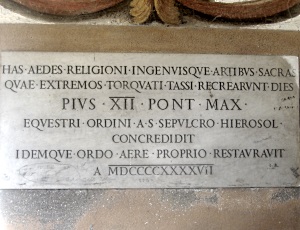 HAS·AEDES·RELIGIONI·INGENVISQVE·ARTIBVS·SACRA
QVAE·EXTREMOS·TORQVATI·TASSI·RECREARVNT·DIES
PIVS·XII·PONT·MAX·
EQVESTRI·ORDINI·A·S·SEPVLCRO·HIEROSOL·
CONCREDIDIT
IDEMQVE·ORDO·AERE·PROPRIO·RESTAVRAVIT
A·MDCCCCXXXXVII